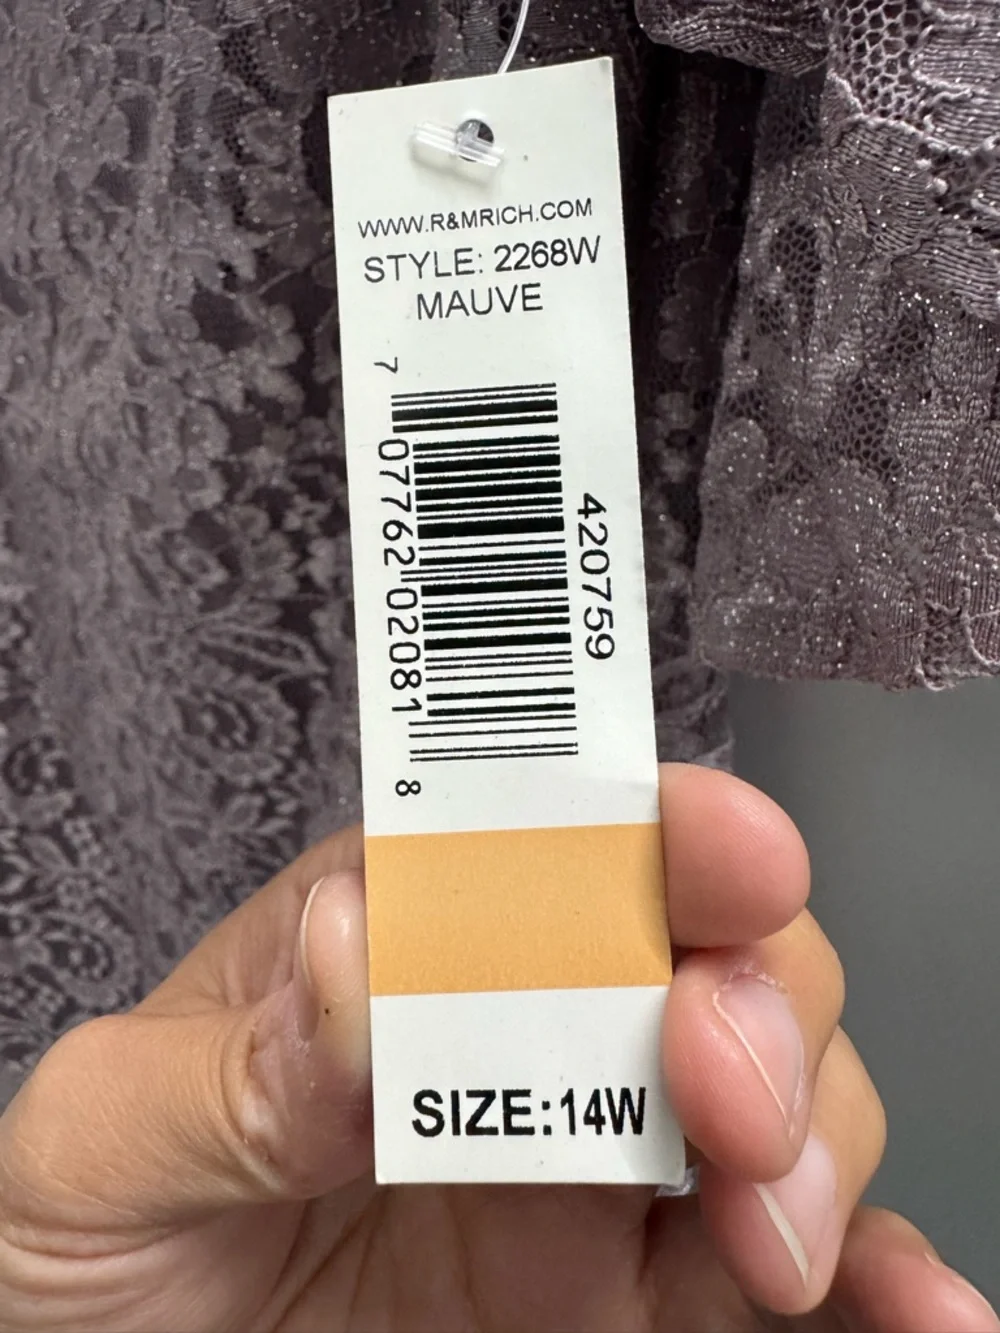 WWW.R&MRICH.COM
STYLE: 2268W
MAUVE
420759
7 07762 02081 8
SIZE:14W